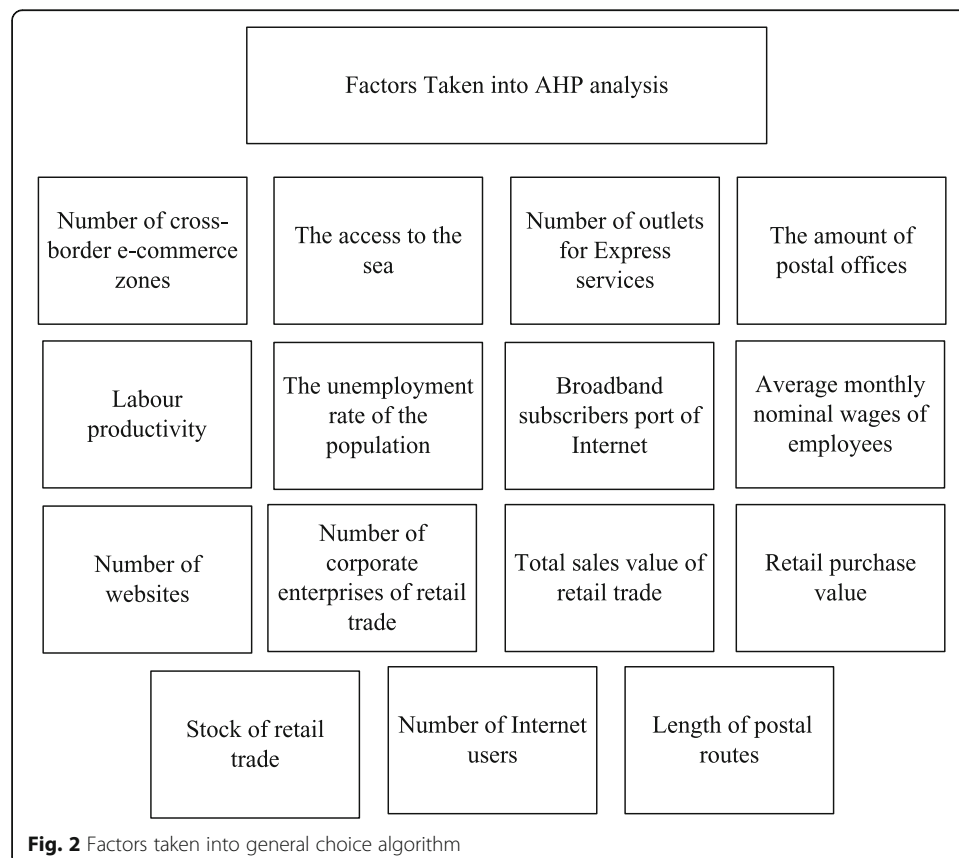 Factors Taken into AHP analysis
Number of cross-
border e-commerce
zones
The access to the
sea
Number of outlets
for Express
services
The amount of
postal offices
Labour
productivity
The unemployment
rate of the
population
Broadband
subscribers port of
Internet
Average monthly
nominal wages of
employees
Number of
websites
Number of
corporate
enterprises of retail
trade
Total sales value of
retail trade
Retail purchase
value
Stock of retail
trade
Number of Internet
users
Length of postal
routes
Fig. 2 Factors taken into general choice algorithm